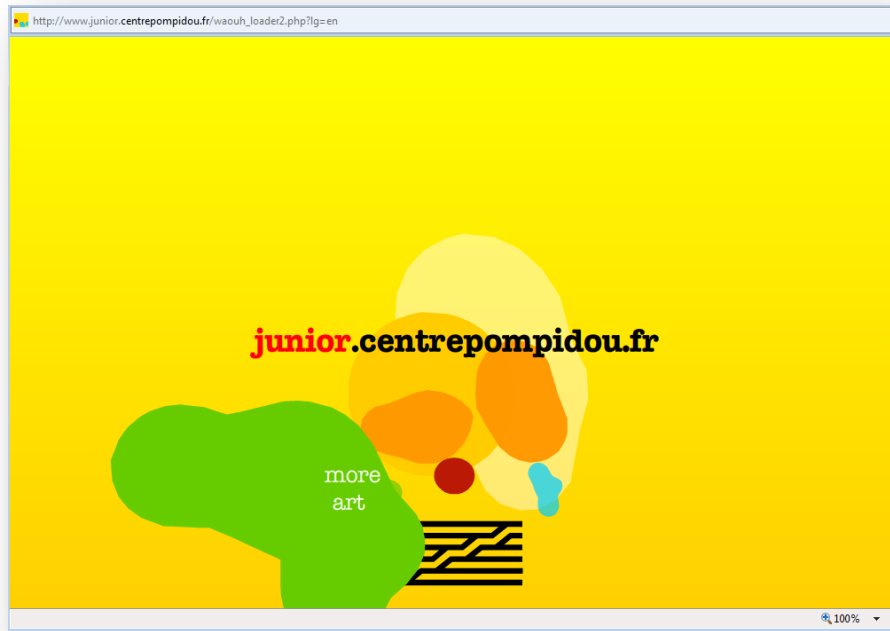 http://www.junior.centrepompidou.fr/waouh_loader2.php?lg=en
junior.centrepompidou.fr
more
art
100%